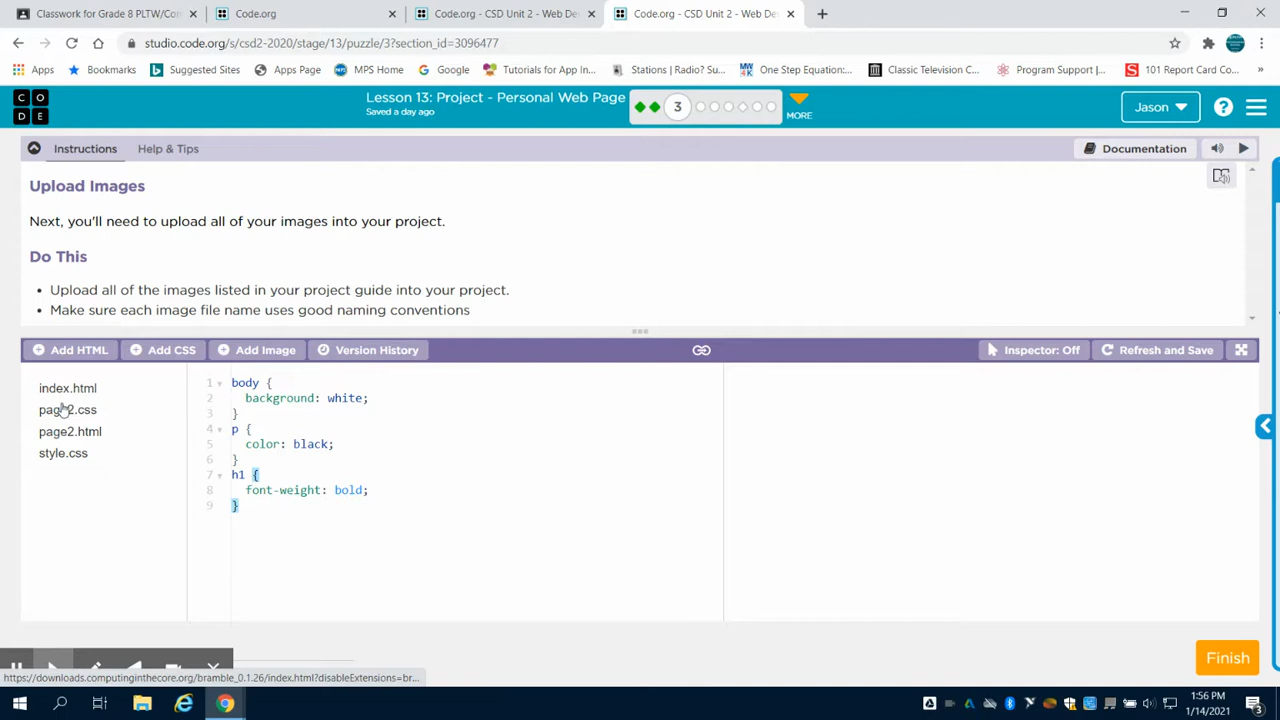 Classwork for Grade 8 PLTW/Con
Code.org
Code.org - CSD Unit 2 - Web De
Code.org - CSD Unit 2 - Web De
studio.code.org/s/csd2-2020/stage/13/puzzle/3?section_id=3096477
Apps
Bookmarks
Suggested Sites
Apps Page
MPS Home
Google
Tutorials for App In...
Stations | Radio? Su...
One Step Equation:...
Classic Television C...
Program Support |...
101 Report Card Co...
»
CO
DE
Lesson 13: Project - Personal Web Page
Saved a day ago
3
MORE
Jason
?
Instructions
Help & Tips
Documentation
Upload Images
Next, you'll need to upload all of your images into your project.
Do This
• Upload all of the images listed in your project guide into your project.
• Make sure each image file name uses good naming conventions
Add HTML
Add CSS
Add Image
Version History
Inspector: Off
Refresh and Save
index.html
page2.css
page2.html
style.css
1 body {
2 background: white;
3 }
4 p {
5 color: black;
6 }
7 h1 {
8 font-weight: bold;
9 }
Finish
https://downloads.computinginthecore.org/bramble_0.1.26/index.html?disableExtensions=br...
1:56 PM
1/14/2021
3